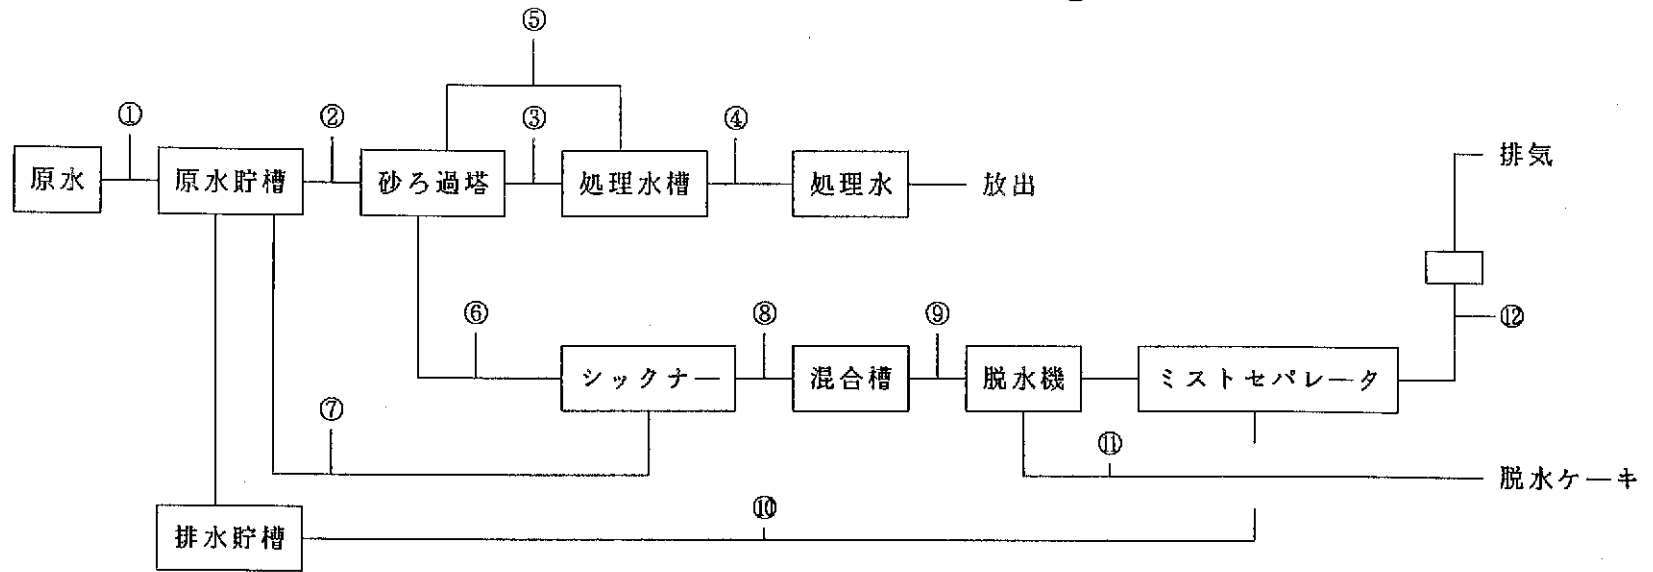 ⑤
① ② ③ ④
原水 原水貯槽 砂ろ過塔 処理水槽 処理水 放出 排気
⑥ ⑧ ⑨ ⑫
シックナー 混合槽 脱水機 ミストセパレータ
⑦ ⑪
脱水ケーキ
⑩
排水貯槽